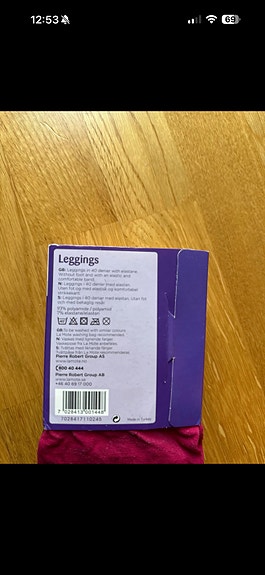 12:53
69
Leggings
GB: Leggings in 40 denier with elastane.
Without foot and with an elastic and
comfortable band.
N: Leggings i 40 denier med elastan.
Uten fot og med elastisk og komfortabel
S: Leggings i 40 denier med elastan. Utan fot
och med behaglig resår.
93% polyamide / polyamid
7% elastane/elastan
GB: To be washed with similar colours.
La Mote washing bag recommended.
N: Vaskes med lignende farger.
Vaskepose fra La Mote anbefales.
S: Tvättas med liknande färger.
Tvättpåse från La Mote rekommenderas.
Pierre Robert Group AS
www.lamote.no
800 40 444
Pierre Robert Group AB
www.lamote.se
+46 40 69 17 000
7 028413 001448
Made in Turkey
7028417110245